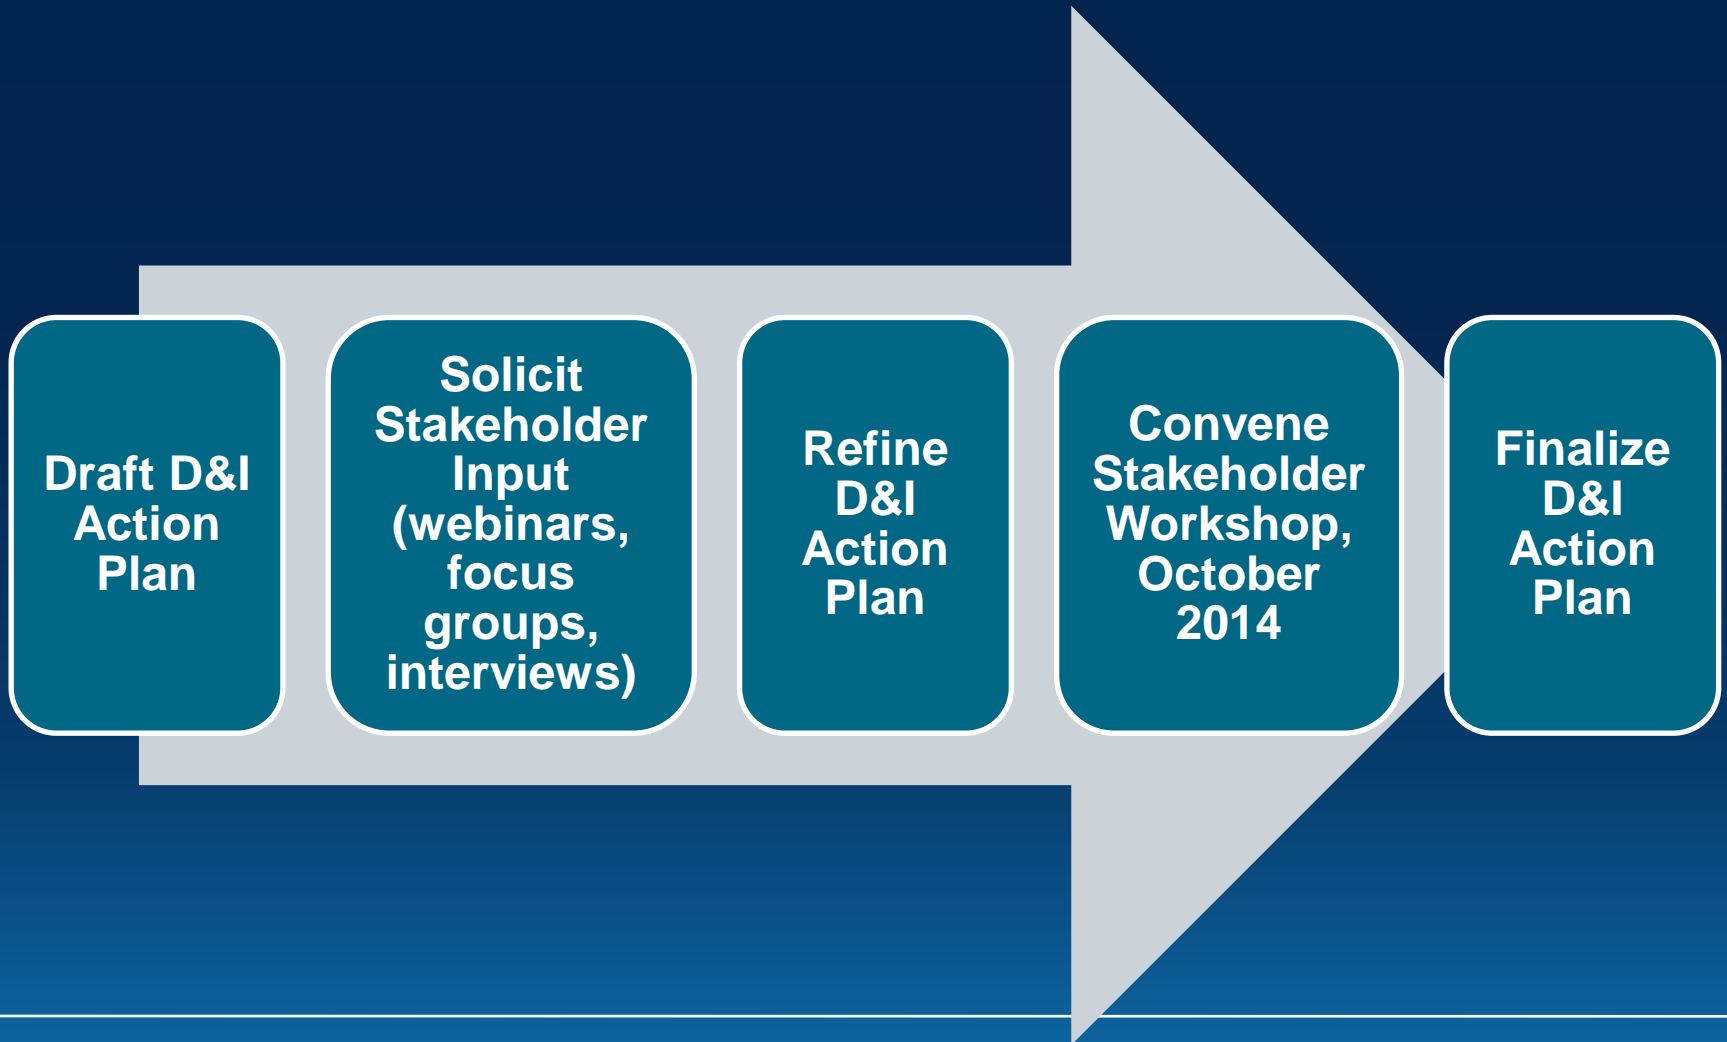 Draft D&I
Action
Plan
Solicit
Stakeholder
Input
(webinars,
focus
groups,
interviews)
Refine
D&I
Action
Plan
Convene
Stakeholder
Workshop,
October
2014
Finalize
D&I
Action
Plan